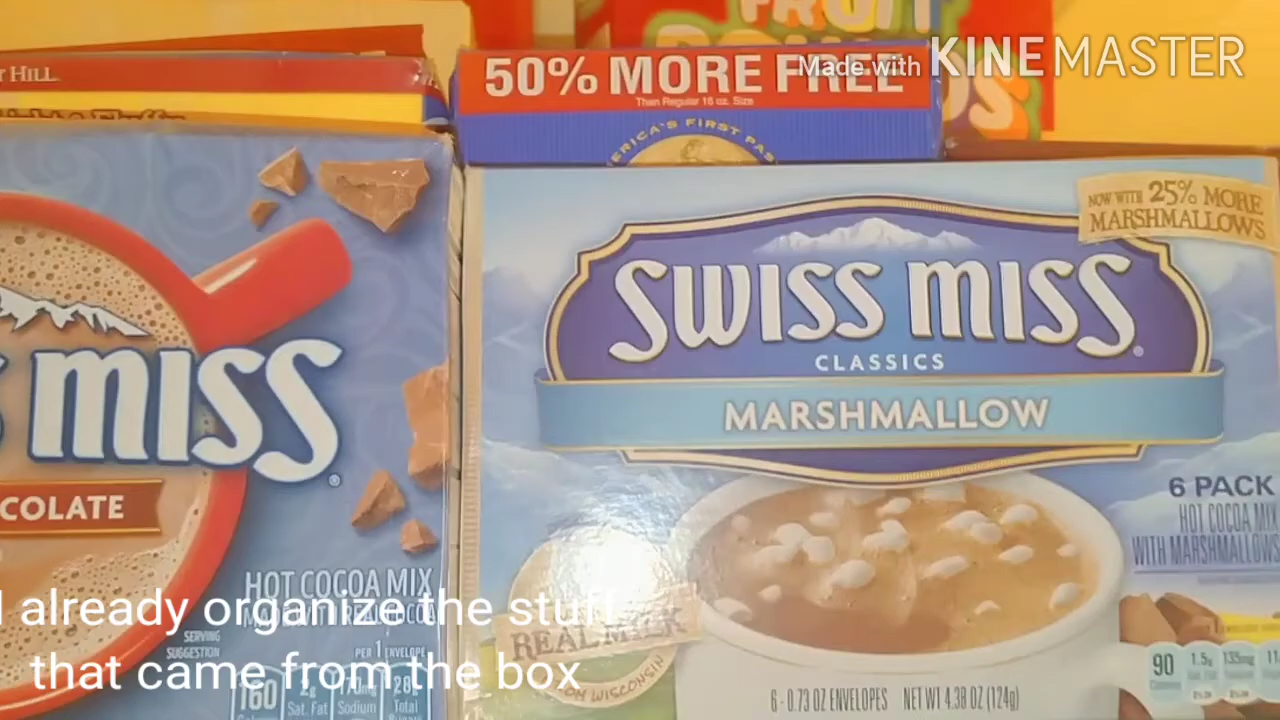 FRUIT
T HILL
50% MORE FREE
Made with KINEMASTER
Than Regular 16 oz. Size
ERICA'S FIRST PAS
NOW WITH 25% MORE
MARSHMALLOWS
SWISS MISS
CLASSICS
MARSHMALLOW
MISS
COLATE
6 PACK
HOT COCOA MIX
WITH MARSHMALLOWS
HOT COCOA MIX
I already organize the stuff
that came from the box
REAL MILK
WISCONSIN
SERVING
SUGGESTION
PER 1 ENVELOPE
160
2g
Sat. Fat
170mg
Sodium
Total
90
1.5g
135mg
6 - 0.73 OZ ENVELOPES NET WT 4.38 OZ (124g)